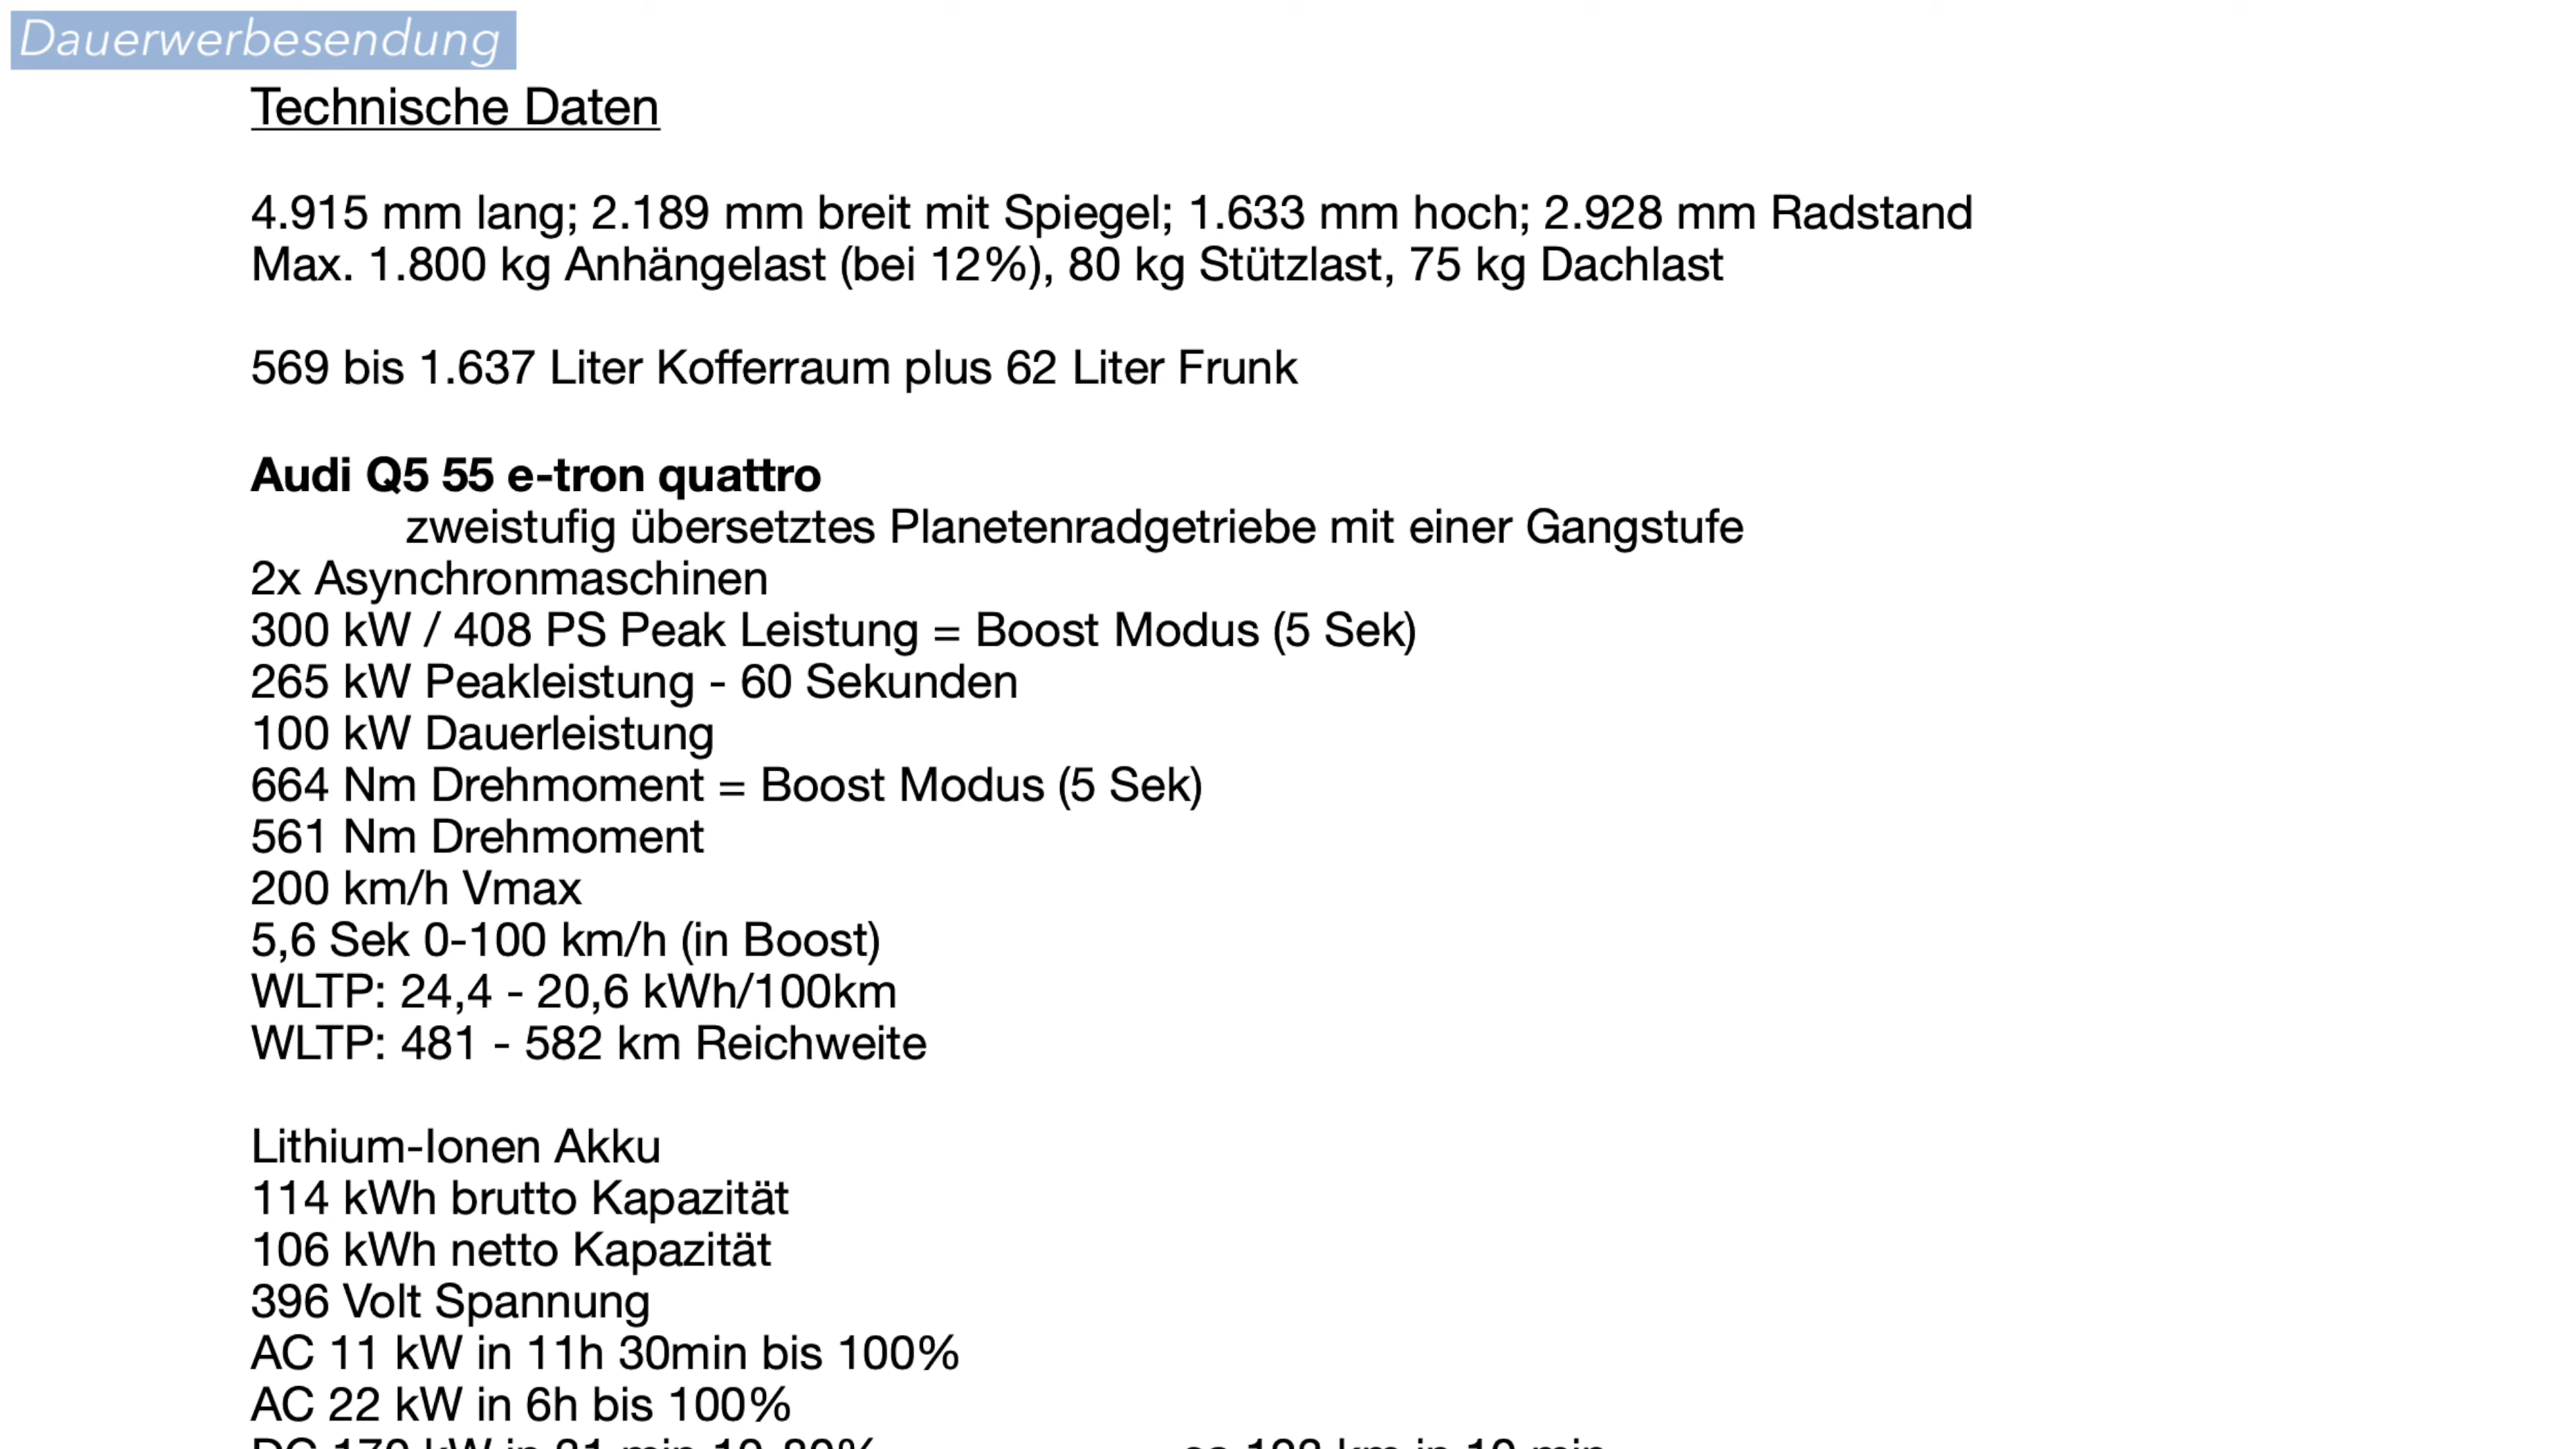 Dauerwerbesendung
Technische Daten
4.915 mm lang; 2.189 mm breit mit Spiegel; 1.633 mm hoch; 2.928 mm Radstand
Max. 1.800 kg Anhängelast (bei 12%), 80 kg Stützlast, 75 kg Dachlast
569 bis 1.637 Liter Kofferraum plus 62 Liter Frunk
Audi Q5 55 e-tron quattro
zweistufig übersetztes Planetenradgetriebe mit einer Gangstufe
2x Asynchronmaschinen
300 kW / 408 PS Peak Leistung = Boost Modus (5 Sek)
265 kW Peakleistung - 60 Sekunden
100 kW Dauerleistung
664 Nm Drehmoment = Boost Modus (5 Sek)
561 Nm Drehmoment
200 km/h Vmax
5,6 Sek 0-100 km/h (in Boost)
WLTP: 24,4 - 20,6 kWh/100km
WLTP: 481 - 582 km Reichweite
Lithium-Ionen Akku
114 kWh brutto Kapazität
106 kWh netto Kapazität
396 Volt Spannung
AC 11 kW in 11h 30min bis 100%
AC 22 kW in 6h bis 100%